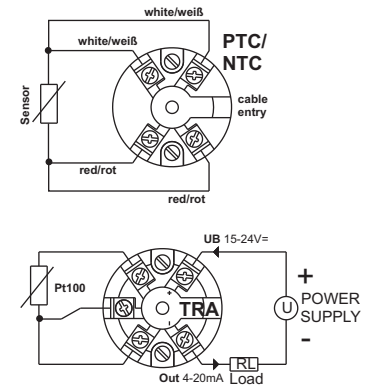 white/weiß
white/weiß
PTC/
NTC
Sensor
cable
entry
red/rot
red/rot
UB 15-24V=
Pt100
+
TRA
-
+
U
POWER
SUPPLY
-
RL
Out 4-20mA Load